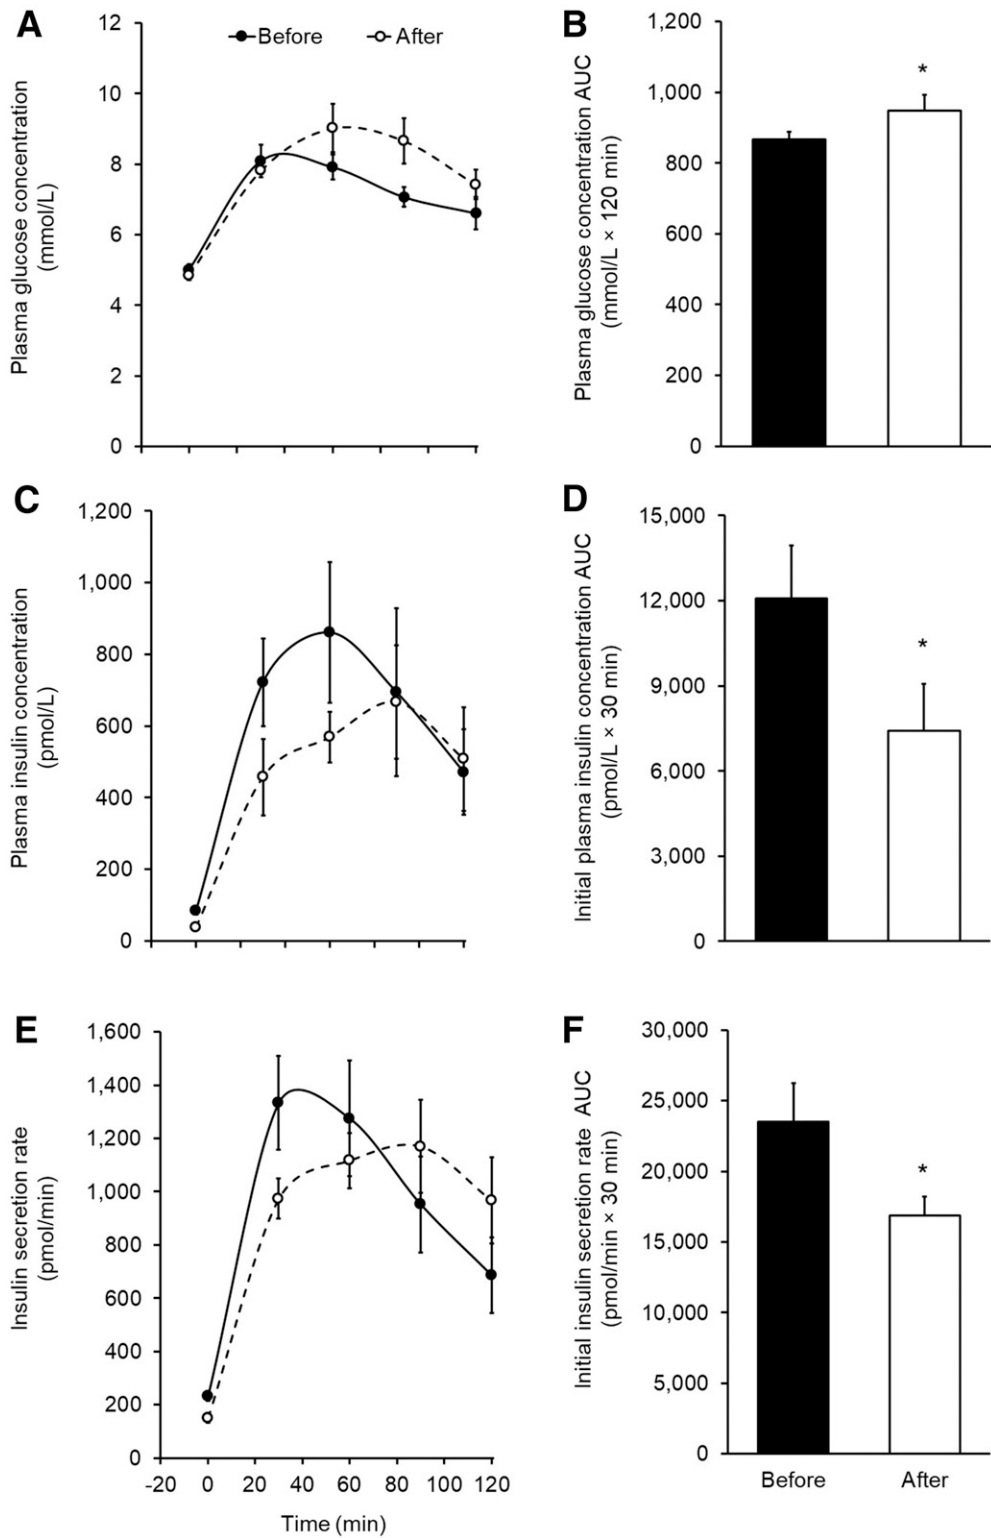 A
Before
After
12
10
8
6
4
2
0
Plasma glucose concentration
(mmol/L)
B
1,200
1,000
800
600
400
200
0
*
Plasma glucose concentration AUC
(mmol/L × 120 min)
C
1,200
1,000
800
600
400
200
0
Plasma insulin concentration
(pmol/L)
D
15,000
12,000
9,000
6,000
3,000
0
*
Initial plasma insulin concentration AUC
(pmol/L × 30 min)
E
1,600
1,400
1,200
1,000
800
600
400
200
0
Insulin secretion rate
(pmol/min)
-20 0 20 40 60 80 100 120
Time (min)
F
30,000
25,000
20,000
15,000
10,000
5,000
0
*
Initial insulin secretion rate AUC
(pmol/min × 30 min)
Before
After